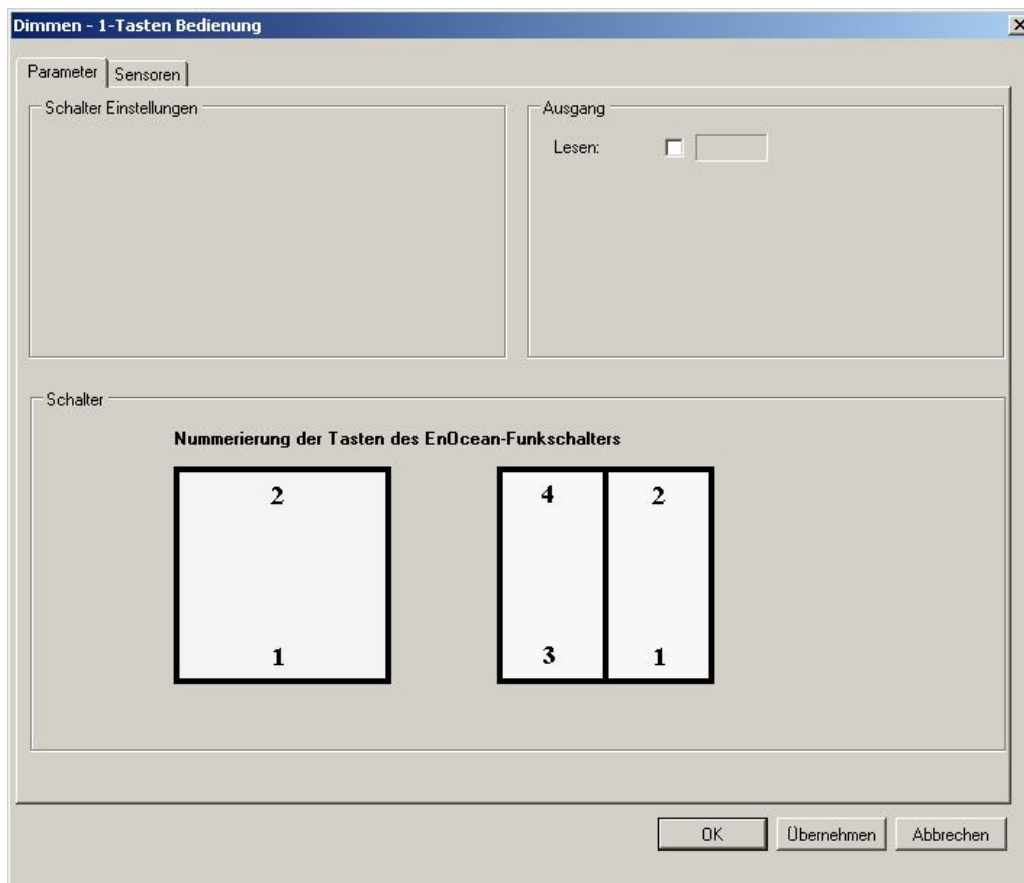 Dimmen - 1-Tasten Bedienung
Parameter Sensoren
Schalter Einstellungen
Ausgang
Lesen:
Schalter
Nummerierung der Tasten des EnOcean-Funkschalters
2 4 2
1 3 1
OK Übernehmen Abbrechen